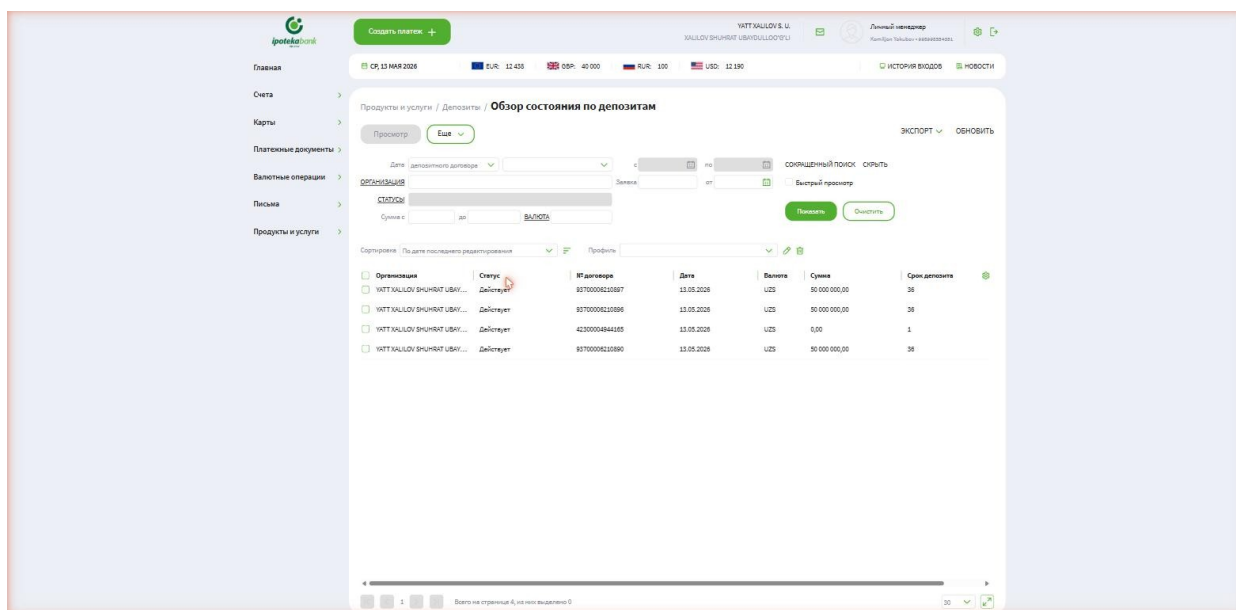 ipotekabank
Создать платеж +
YATT XALILOV S. U.
XALILOV SHUHRAT UBAYDULLOO'G'LI
Личный менеджер
СР, 13 МАЯ 2026
EUR: 12 435
GBP: 40 000
RUR: 100
USD: 12 190
ИСТОРИЯ ВХОДОВ
НОВОСТИ
Главная
Счета
Карты
Платежные документы
Валютные операции
Письма
Продукты и услуги
Продукты и услуги / Депозиты / Обзор состояния по депозитам
Просмотр
Еще
ЭКСПОРТ
ОБНОВИТЬ
Дата депозитного договора с по
СОКРАЩЕННЫЙ ПОИСК СКРЫТЬ
ОРГАНИЗАЦИЯ Заявка от
Быстрый просмотр
СТАТУСЫ
Показать
Очистить
Сумма с до ВАЛЮТА
Сортировка По дате последнего редактирования Профиль
Организация Статус № договора Дата Валюта Сумма Срок депозита
YATT XALILOV SHUHRAT UBAY... Действует 93700006210897 13.05.2026 UZS 50 000 000,00 36
YATT XALILOV SHUHRAT UBAY... Действует 93700006210896 13.05.2026 UZS 50 000 000,00 36
YATT XALILOV SHUHRAT UBAY... Действует 42300004944165 13.05.2026 UZS 0,00 1
YATT XALILOV SHUHRAT UBAY... Действует 93700006210890 13.05.2026 UZS 50 000 000,00 36
1
Всего на странице 4, из них выделено 0
30